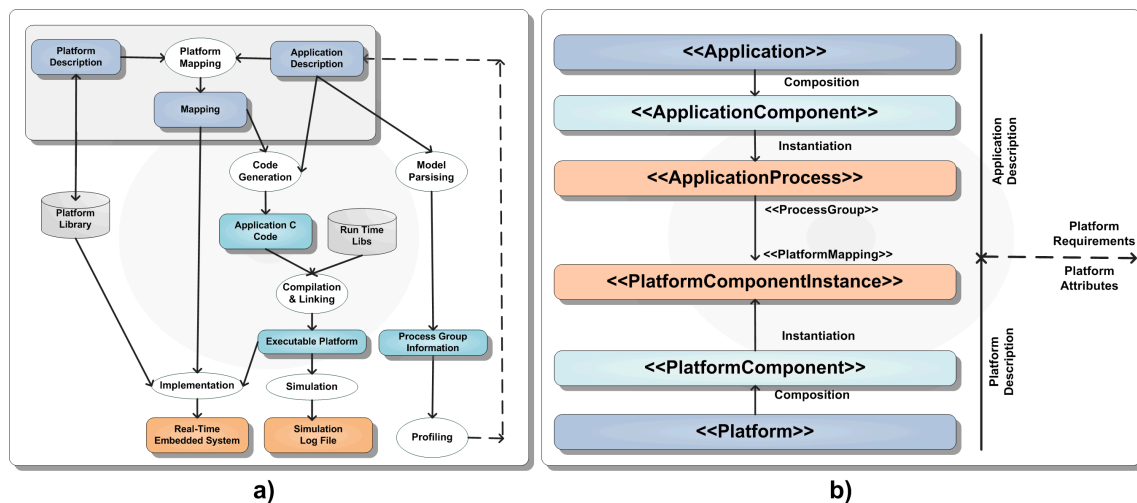 Platform
Description
Platform
Mapping
Application
Description
Mapping
Code
Generation
Model
Parsising
Platform
Library
Application C
Code
Run Time
Libs
Compilation
& Linking
Executable Platform
Process Group
Information
Implementation
Simulation
Real-Time
Embedded System
Simulation
Log File
Profiling
a)
<<Application>>
Composition
<<ApplicationComponent>>
Instantiation
<<ApplicationProcess>>
<<ProcessGroup>>
<<PlatformMapping>>
<<PlatformComponentInstance>>
Instantiation
<<PlatformComponent>>
Composition
<<Platform>>
Application
Description
Platform
Requirements
Platform
Attributes
Platform
Description
b)